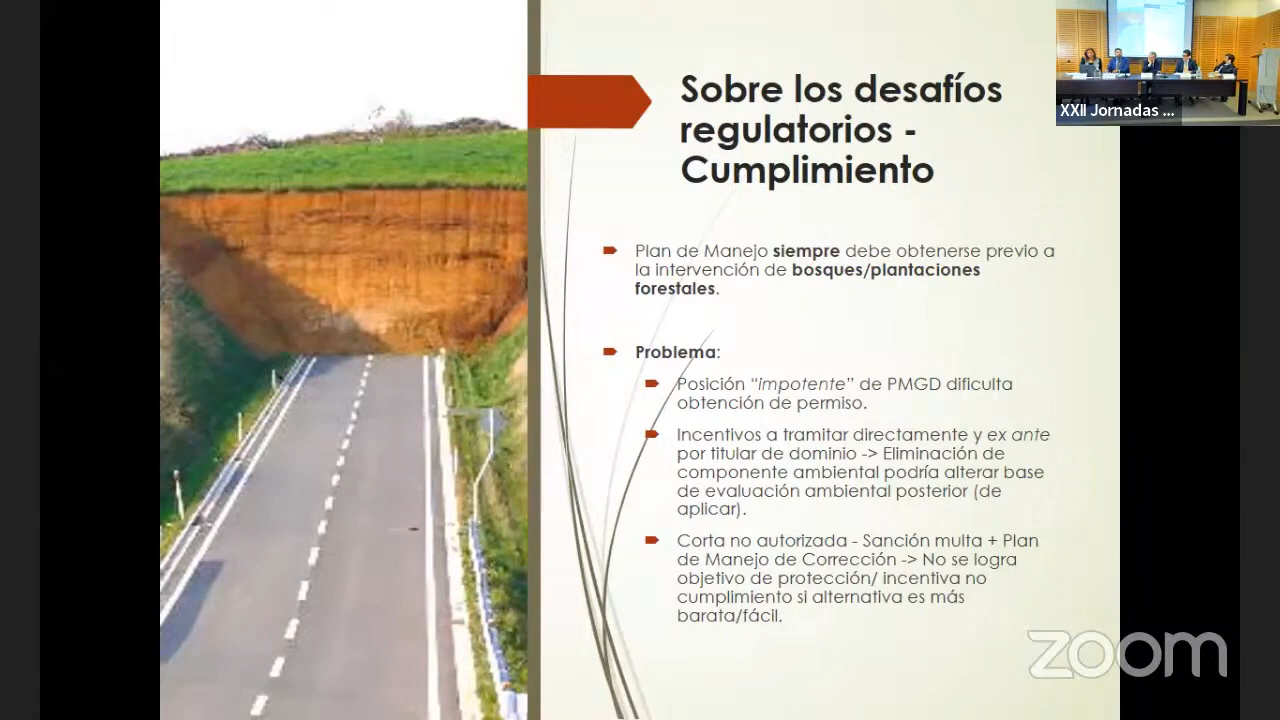 Sobre los desafíos
regulatorios -
Cumplimiento
XXII Jornadas ...
Plan de Manejo siempre debe obtenerse previo a
la intervención de bosques/plantaciones
forestales.
Problema:
Posición "impotente" de PMGD dificulta
obtención de permiso.
Incentivos a tramitar directamente y ex ante
por titular de dominio -> Eliminación de
componente ambiental podría alterar base
de evaluación ambiental posterior (de
aplicar).
Corta no autorizada - Sanción multa + Plan
de Manejo de Corrección -> No se logra
objetivo de protección/ incentiva no
cumplimiento si alternativa es más
barata/fácil.
zoom